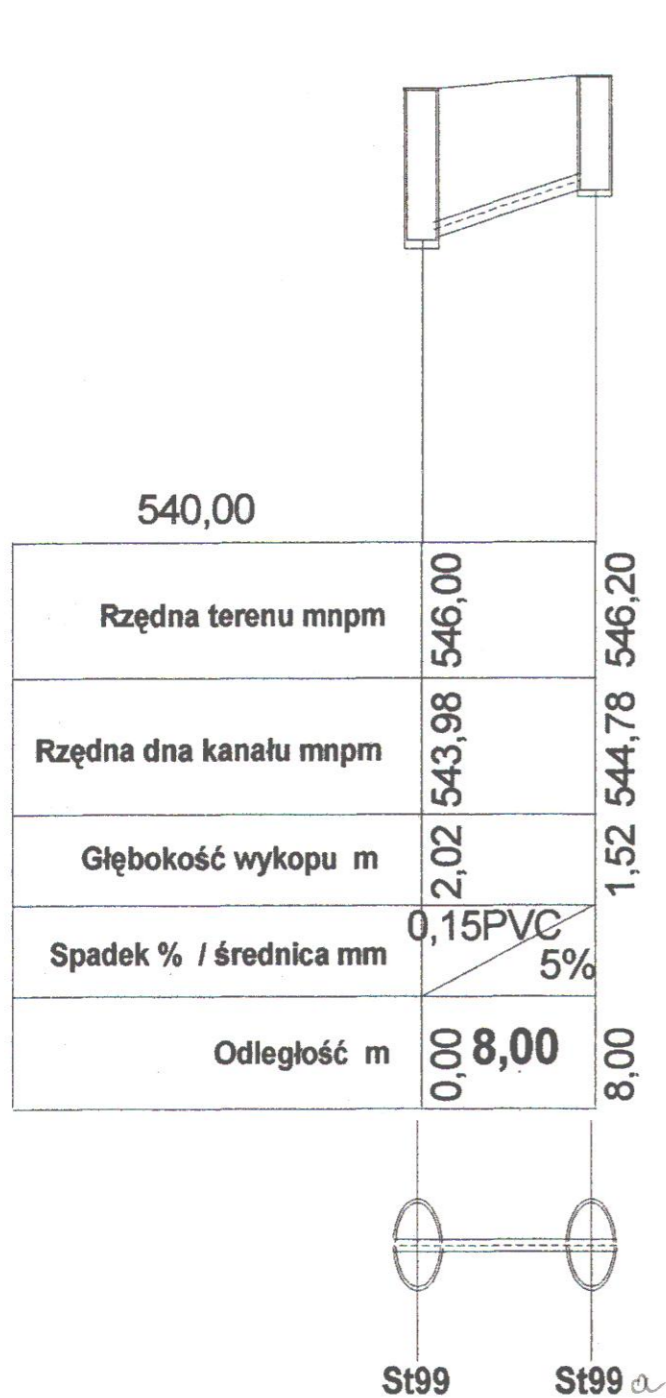 540,00
Rzędna terenu mnpm 546,00 546,20
Rzędna dna kanału mnpm 543,98 544,78
Głębokość wykopu m 2,02 1,52
Spadek % / średnica mm 0,15PVC 5%
Odległość m 0,00 8,00 8,00
St99 St99 a